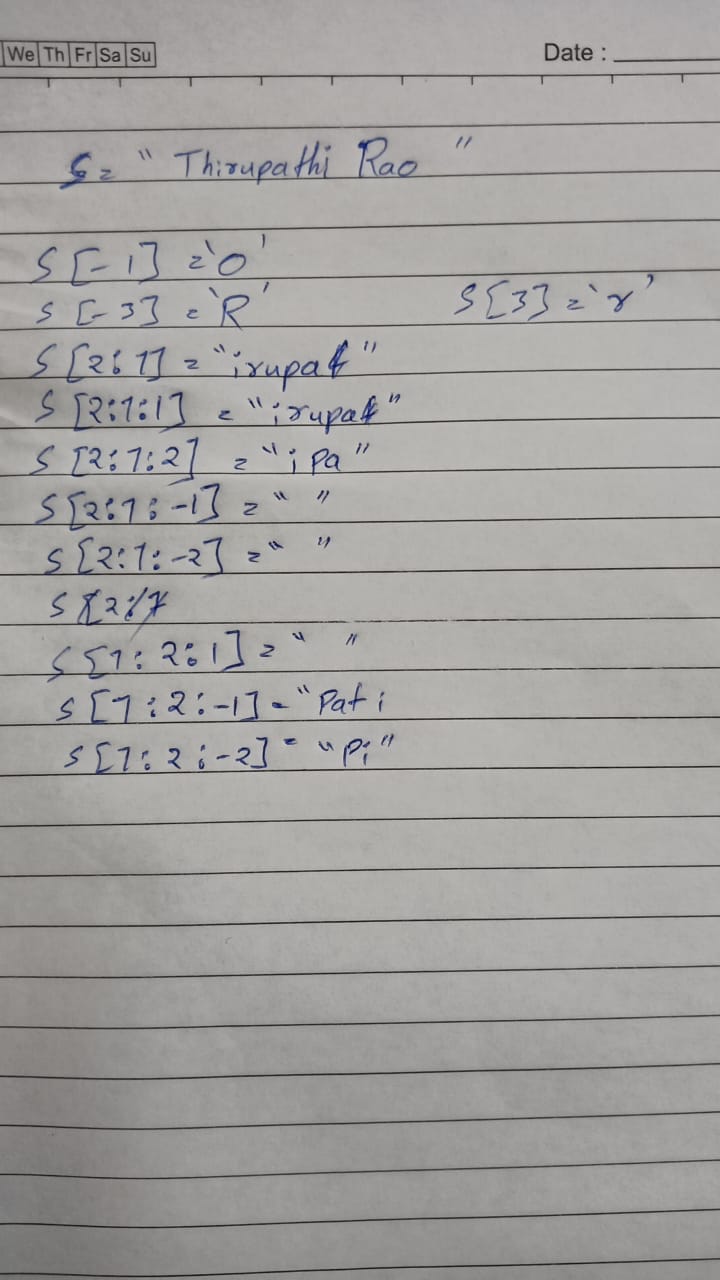 We Th Fr Sa Su Date :
S = " Thirupathi Rao "
S [-1] = 'o'
S [-3] = 'R' S[3] = 'r'
S [2:7] = "irupat"
S [2:7:1] = "irupat"
S [2:7:2] = "ipa"
S [2:7:-1] = " "
S [2:7:-2] = " "
S [2:7
S [7:2:1] = " "
S [7:2:-1] = "Pati
S [7:2:-2] = "Pi"